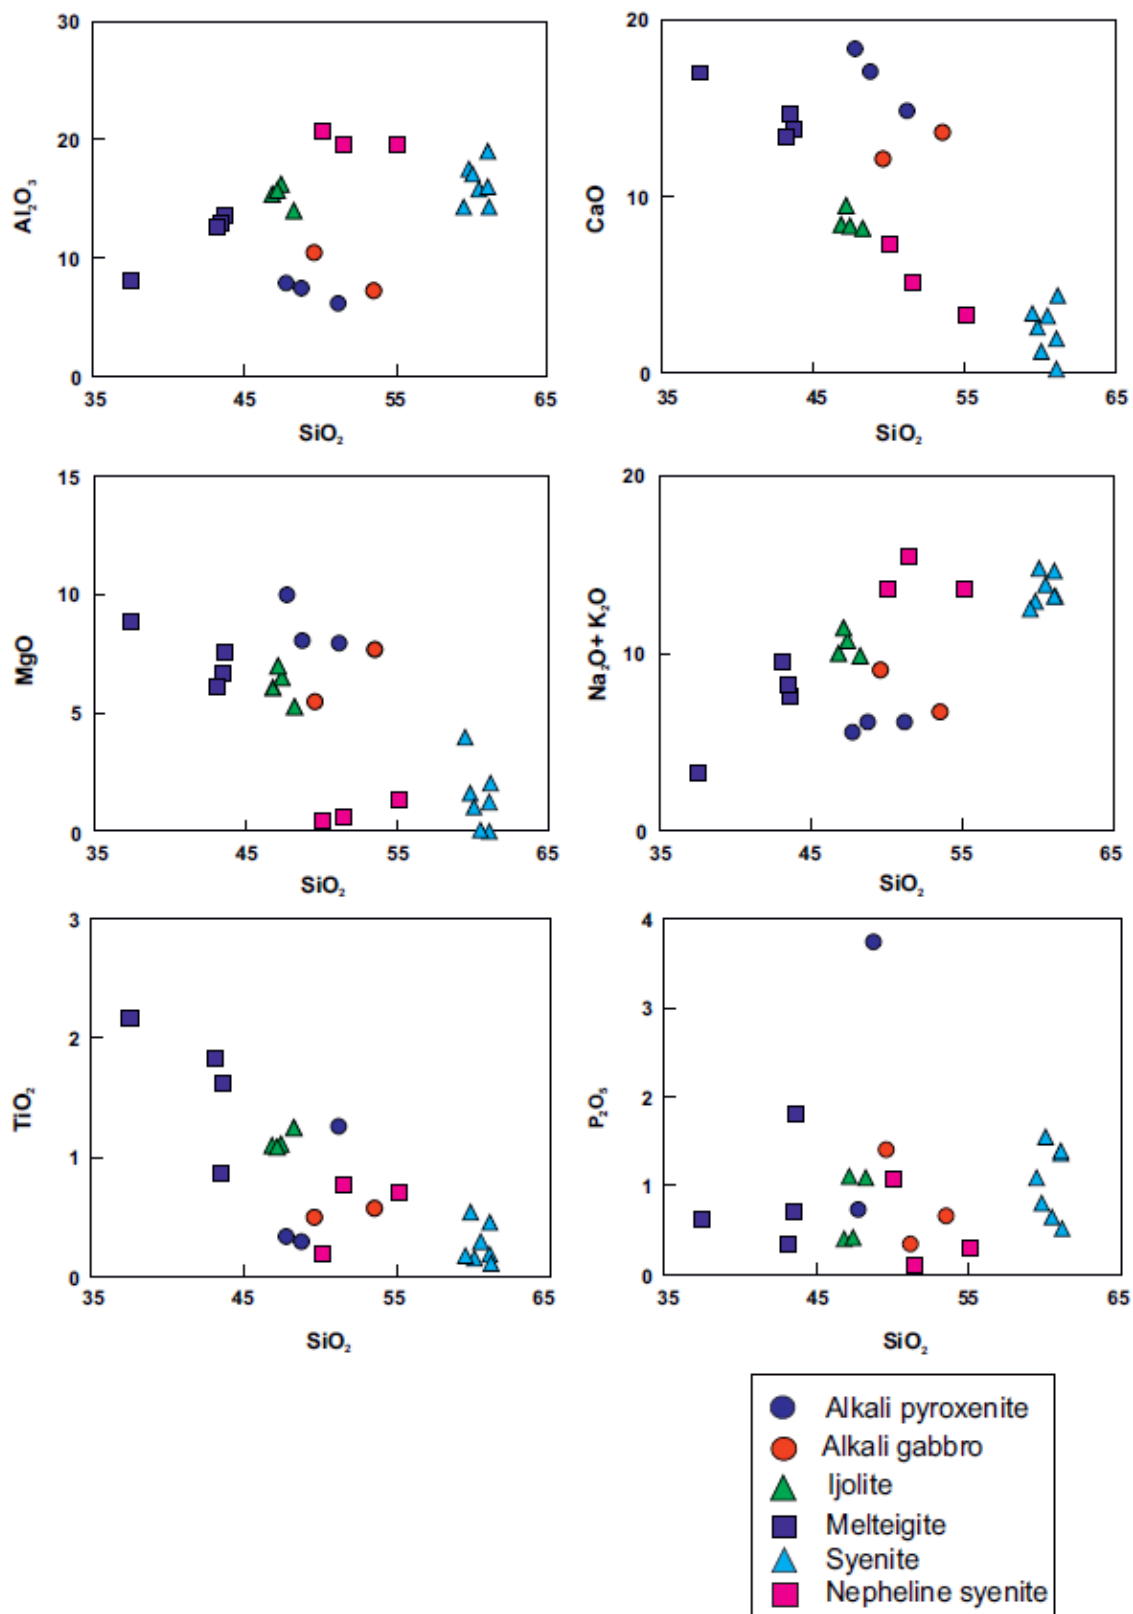 30
20
10
0
Al₂O₃
35 45 55 65
SiO₂
20
10
0
CaO
35 45 55 65
SiO₂
15
10
5
0
MgO
35 45 55 65
SiO₂
20
10
0
Na₂O+ K₂O
35 45 55 65
SiO₂
3
2
1
0
TiO₂
35 45 55 65
SiO₂
4
3
2
1
0
P₂O₅
35 45 55 65
SiO₂
Alkali pyroxenite
Alkali gabbro
Ijolite
Melteigite
Syenite
Nepheline syenite